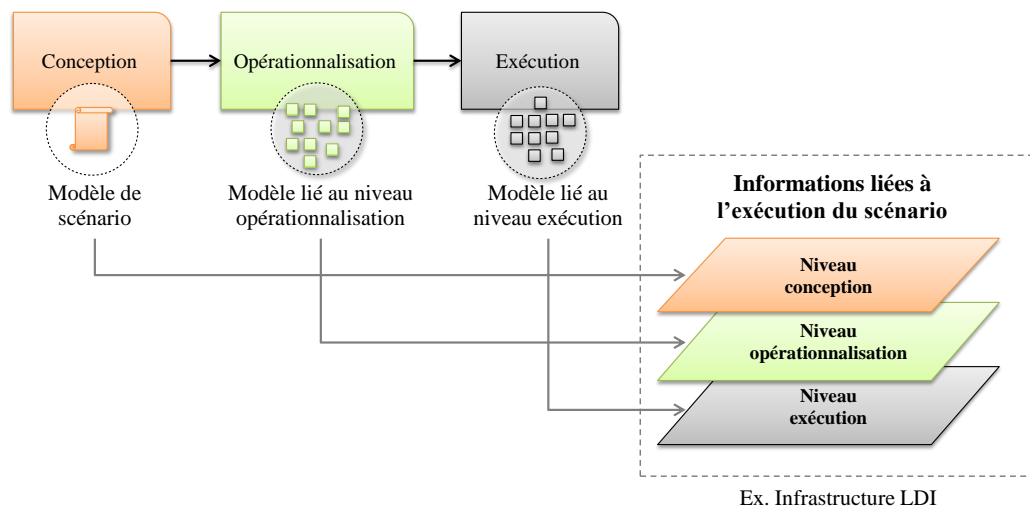 Conception
Opérationnalisation
Exécution
Modèle de
scénario
Modèle lié au niveau
opérationnalisation
Modèle lié au
niveau exécution
Informations liées à
l’exécution du scénario
Niveau
conception
Niveau
opérationnalisation
Niveau
exécution
Ex. Infrastructure LDI